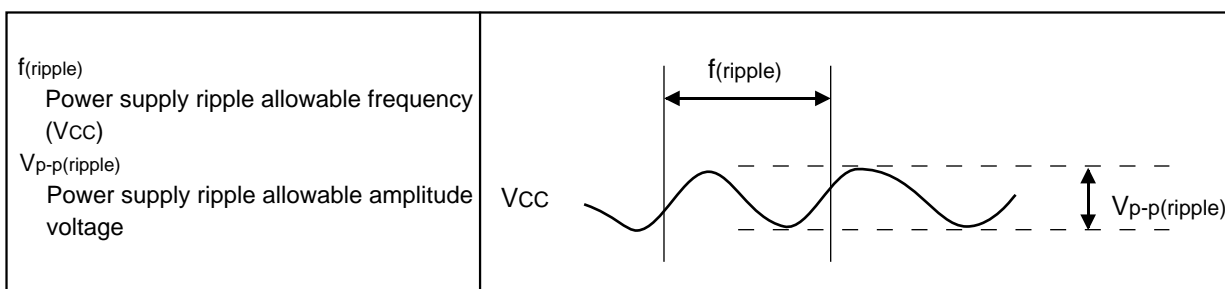 f(ripple)
Power supply ripple allowable frequency
(VCC)
Vp-p(ripple)
Power supply ripple allowable amplitude
voltage
f(ripple)
VCC
Vp-p(ripple)